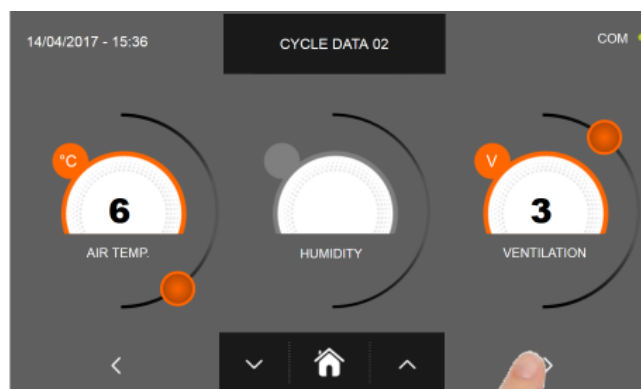 14/04/2017 - 15:36
CYCLE DATA 02
COM
°C
V
6
3
AIR TEMP.
HUMIDITY
VENTILATION